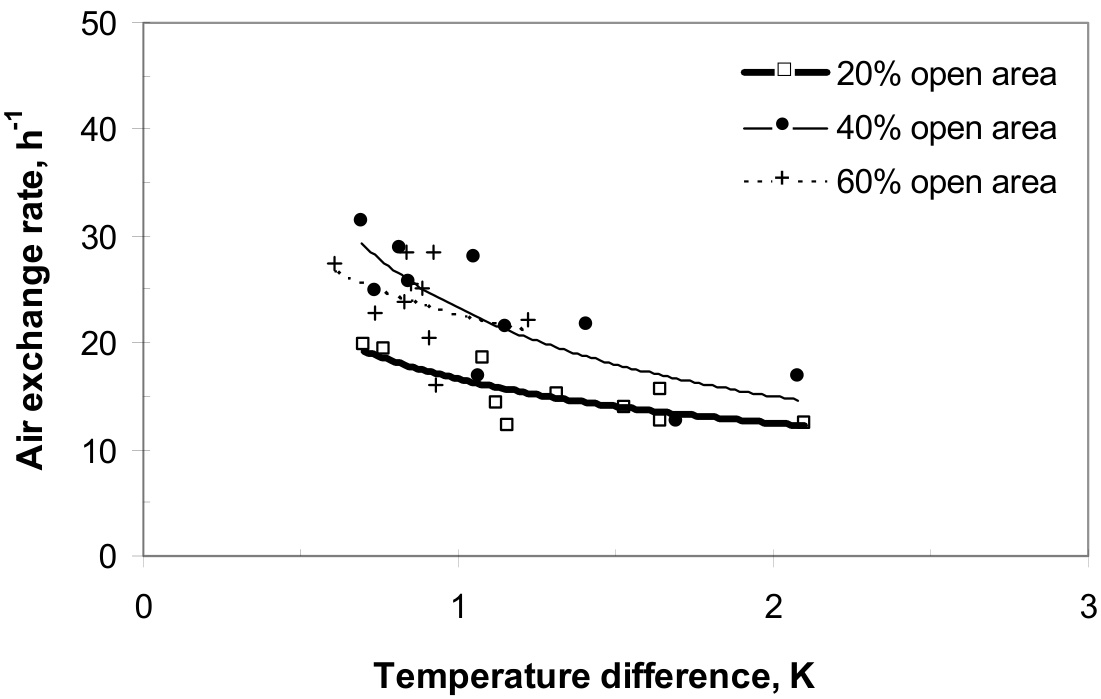 50
40
30
20
10
0
Air exchange rate, h-1
20% open area
40% open area
60% open area
0 1 2 3
Temperature difference, K